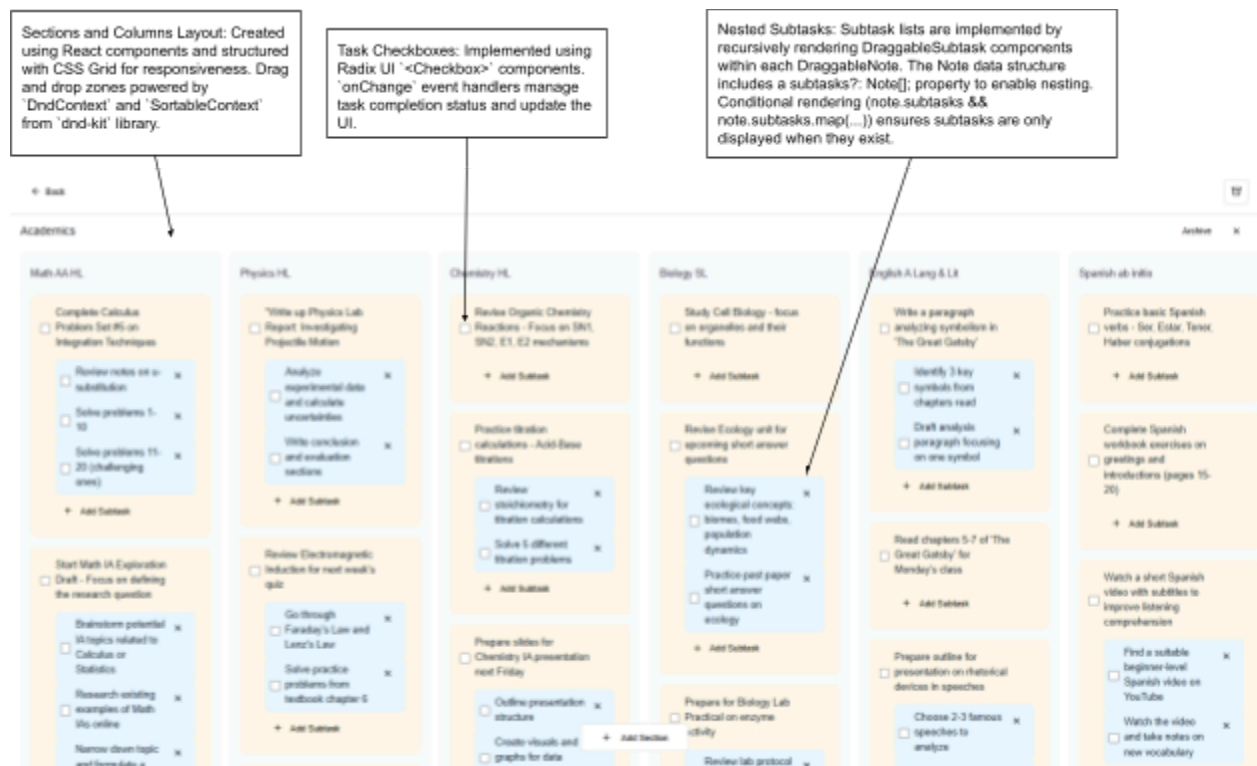 Sections and Columns Layout: Created
using React components and structured
with CSS Grid for responsiveness. Drag
and drop zones powered by
`DndContext` and `SortableContext`
from `dnd-kit` library.
Task Checkboxes: Implemented using
Radix UI `<Checkbox>` components.
`onChange` event handlers manage
task completion status and update the
UI.
Nested Subtasks: Subtask lists are implemented by
recursively rendering DraggableSubtask components
within each DraggableNote. The Note data structure
includes a subtasks?: Note[]; property to enable nesting.
Conditional rendering (note.subtasks &&
note.subtasks.map(...)) ensures subtasks are only
displayed when they exist.
← Back
Academics
Archive ×
Math AA HL
Complete Calculus
Problem Set #5 on
Integration Techniques
Review notes on u-
substitution
×
Solve problems 1-
10
×
Solve problems 11-
20 (challenging
ones)
×
+ Add Subtask
Start Math IA Exploration
Draft - Focus on defining
the research question
Brainstorm potential
IA topics related to
Calculus or
Statistics
×
Research existing
examples of Math
IAs online
×
Narrow down topic
and formulate a
×
Physics HL
"Write up Physics Lab
Report: Investigating
Projectile Motion
Analyze
experimental data
and calculate
uncertainties
×
Write conclusion
and evaluation
sections
×
+ Add Subtask
Review Electromagnetic
Induction for next week's
quiz
Go through
Faraday's Law and
Lenz's Law
×
Solve practice
problems from
textbook chapter 6
×
+ Add Subtask
Chemistry HL
Revise Organic Chemistry
Reactions - Focus on SN1,
SN2, E1, E2 mechanisms
+ Add Subtask
Practice titration
calculations - Acid-Base
titrations
Review
stoichiometry for
titration calculations
×
Solve 5 different
titration problems
×
+ Add Subtask
Prepare slides for
Chemistry IA presentation
next Friday
Outline presentation
structure
×
Create visuals and
graphs for data
Biology SL
Study Cell Biology - focus
on organelles and their
functions
+ Add Subtask
Revise Ecology unit for
upcoming short answer
questions
Review key
ecological concepts:
biomes, food webs,
population
dynamics
×
Practice past paper
short answer
questions on
ecology
×
+ Add Subtask
Prepare for Biology Lab
Practical on enzyme
activity
Review lab protocol
English A Lang & Lit
Write a paragraph
analyzing symbolism in
'The Great Gatsby'
Identify 3 key
symbols from
chapters read
×
Draft analysis
paragraph focusing
on one symbol
×
+ Add Subtask
Read chapters 5-7 of 'The
Great Gatsby' for
Monday's class
+ Add Subtask
Prepare outline for
presentation on rhetorical
devices in speeches
Choose 2-3 famous
speeches to
analyze
×
Spanish ab initio
Practice basic Spanish
verbs - Ser, Estar, Tener,
Haber conjugations
+ Add Subtask
Complete Spanish
workbook exercises on
greetings and
introductions (pages 15-
20)
+ Add Subtask
Watch a short Spanish
video with subtitles to
improve listening
comprehension
Find a suitable
beginner-level
Spanish video on
YouTube
×
Watch the video
and take notes on
new vocabulary
×
+ Add Section